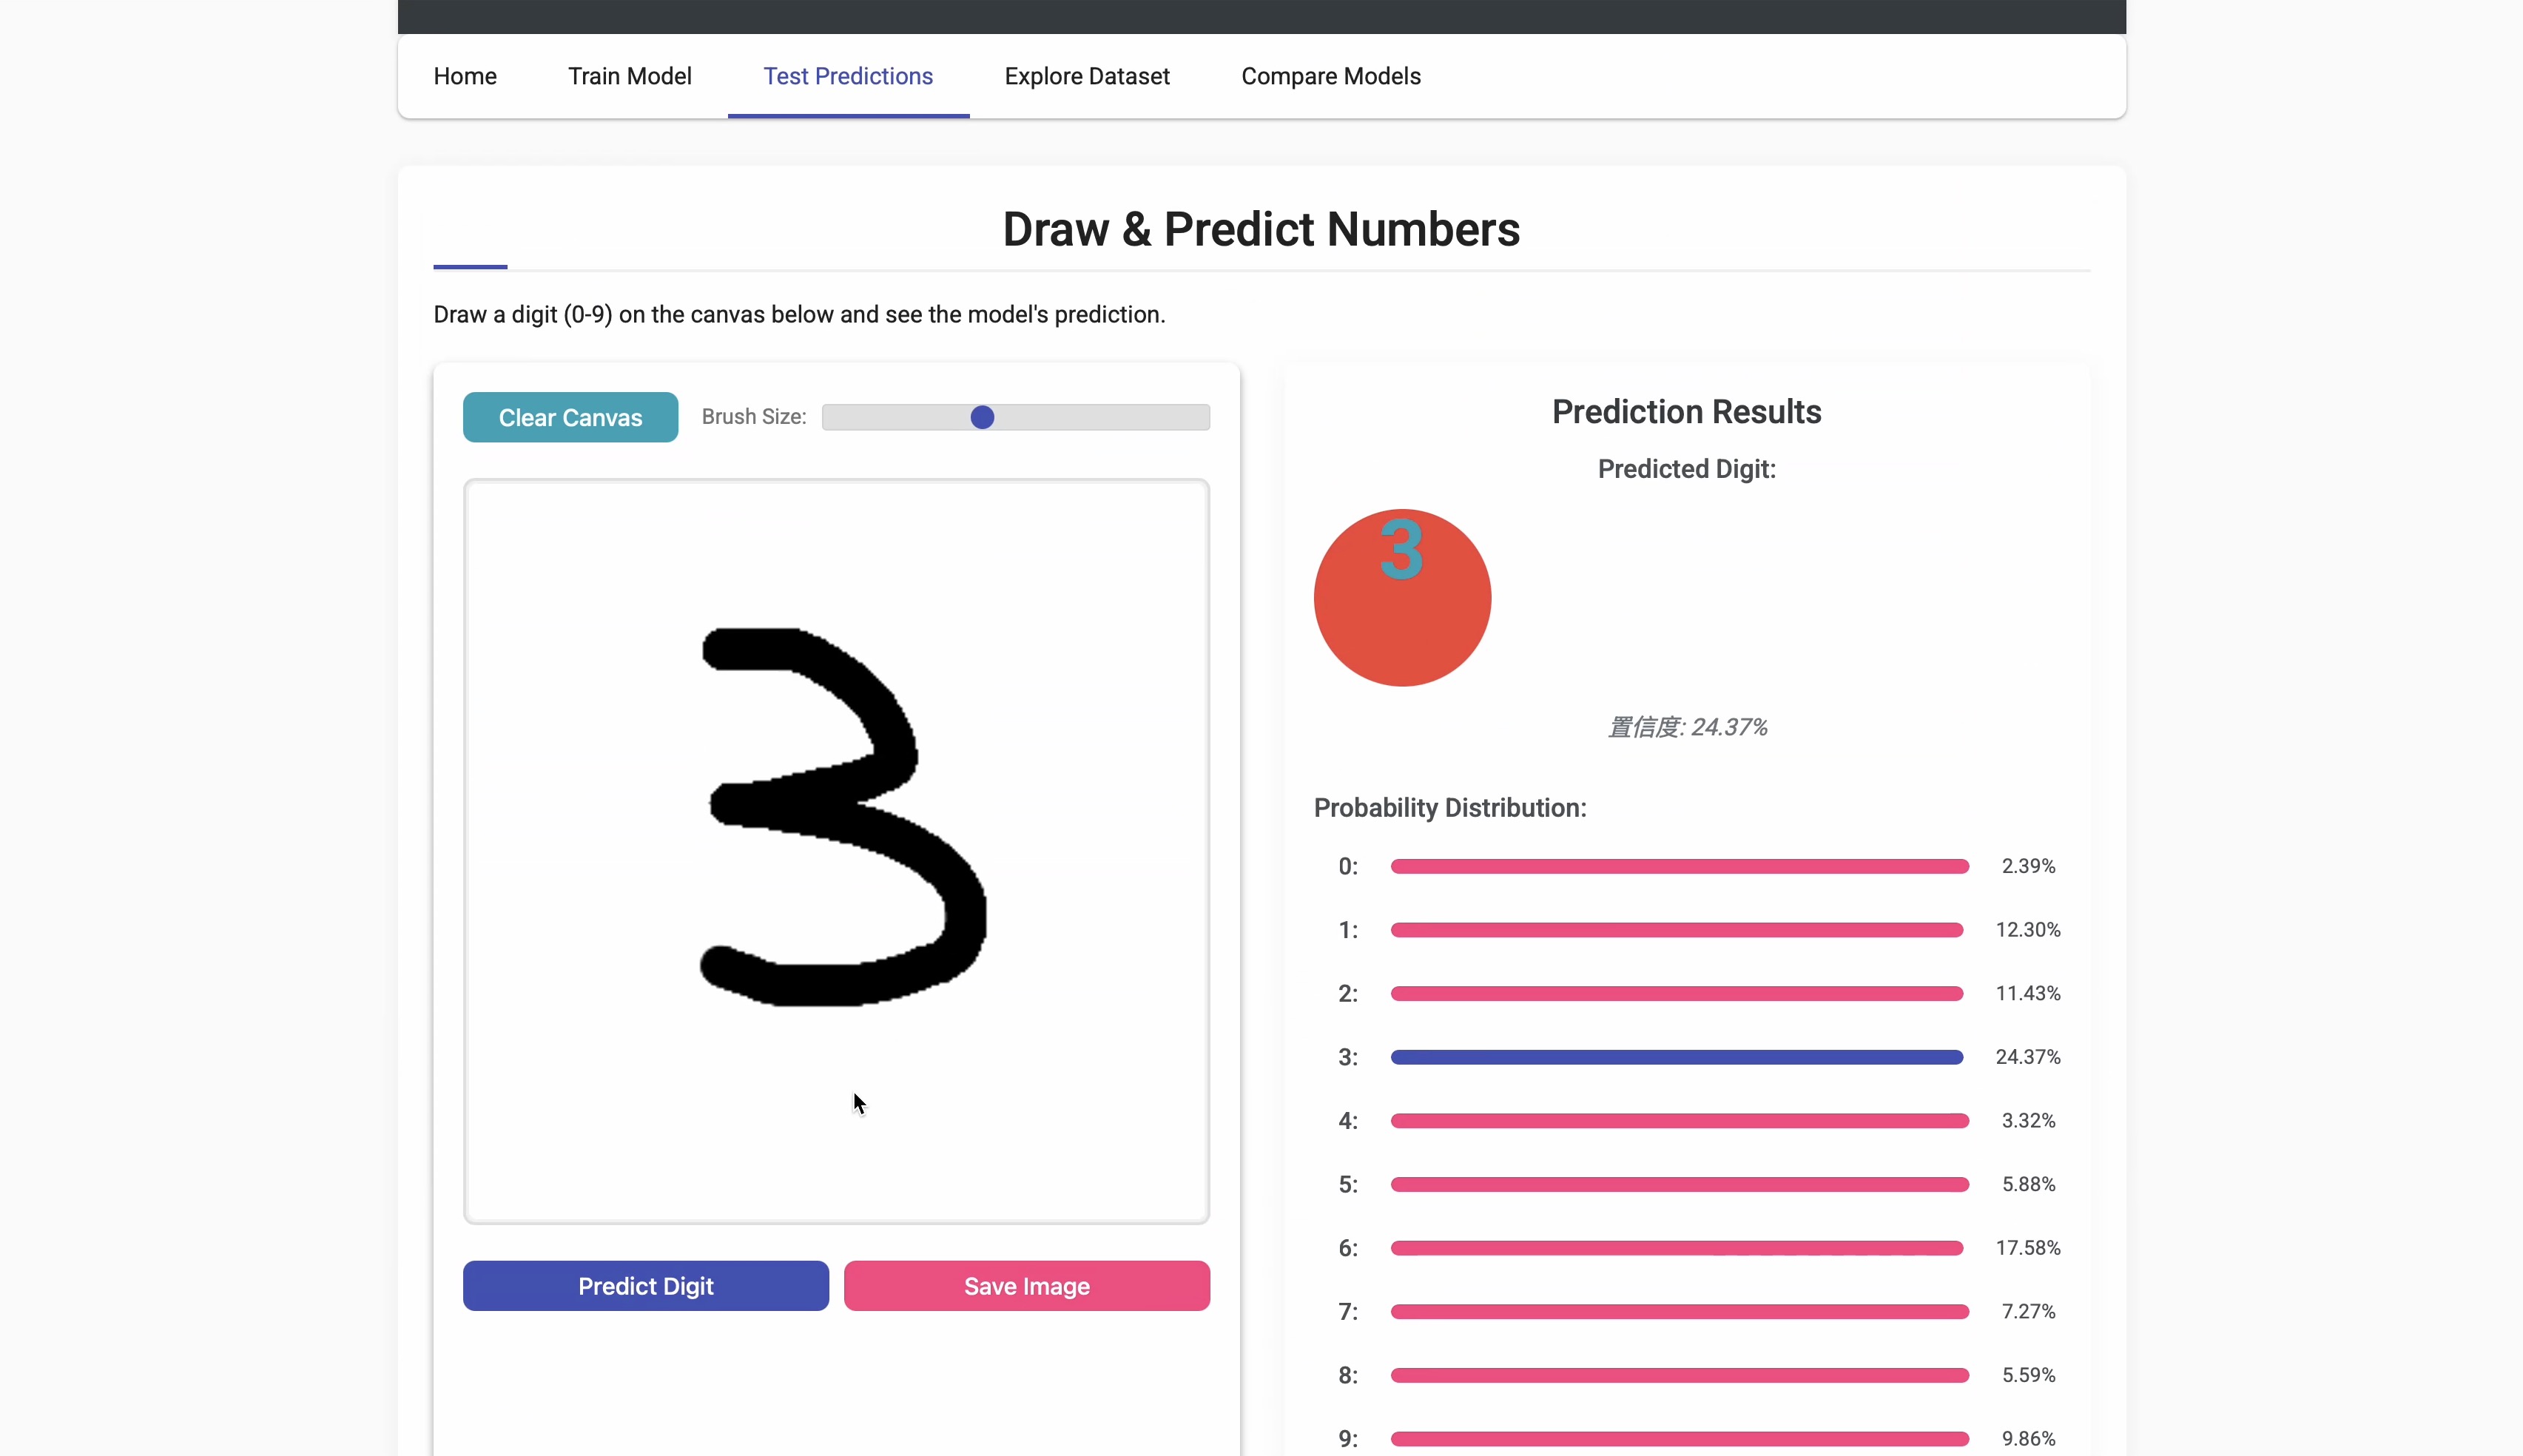 Home Train Model Test Predictions Explore Dataset Compare Models
Draw & Predict Numbers
Draw a digit (0-9) on the canvas below and see the model's prediction.
Clear Canvas Brush Size:
3
Predict Digit Save Image
Prediction Results
Predicted Digit:
3
置信度: 24.37%
Probability Distribution:
0: 2.39%
1: 12.30%
2: 11.43%
3: 24.37%
4: 3.32%
5: 5.88%
6: 17.58%
7: 7.27%
8: 5.59%
9: 9.86%